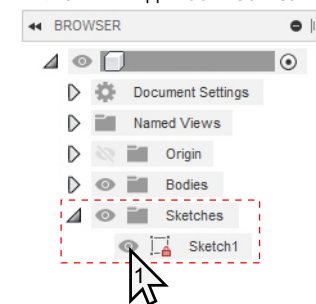 BROWSER
Document Settings
Named Views
Origin
Bodies
Sketches
Sketch1
1